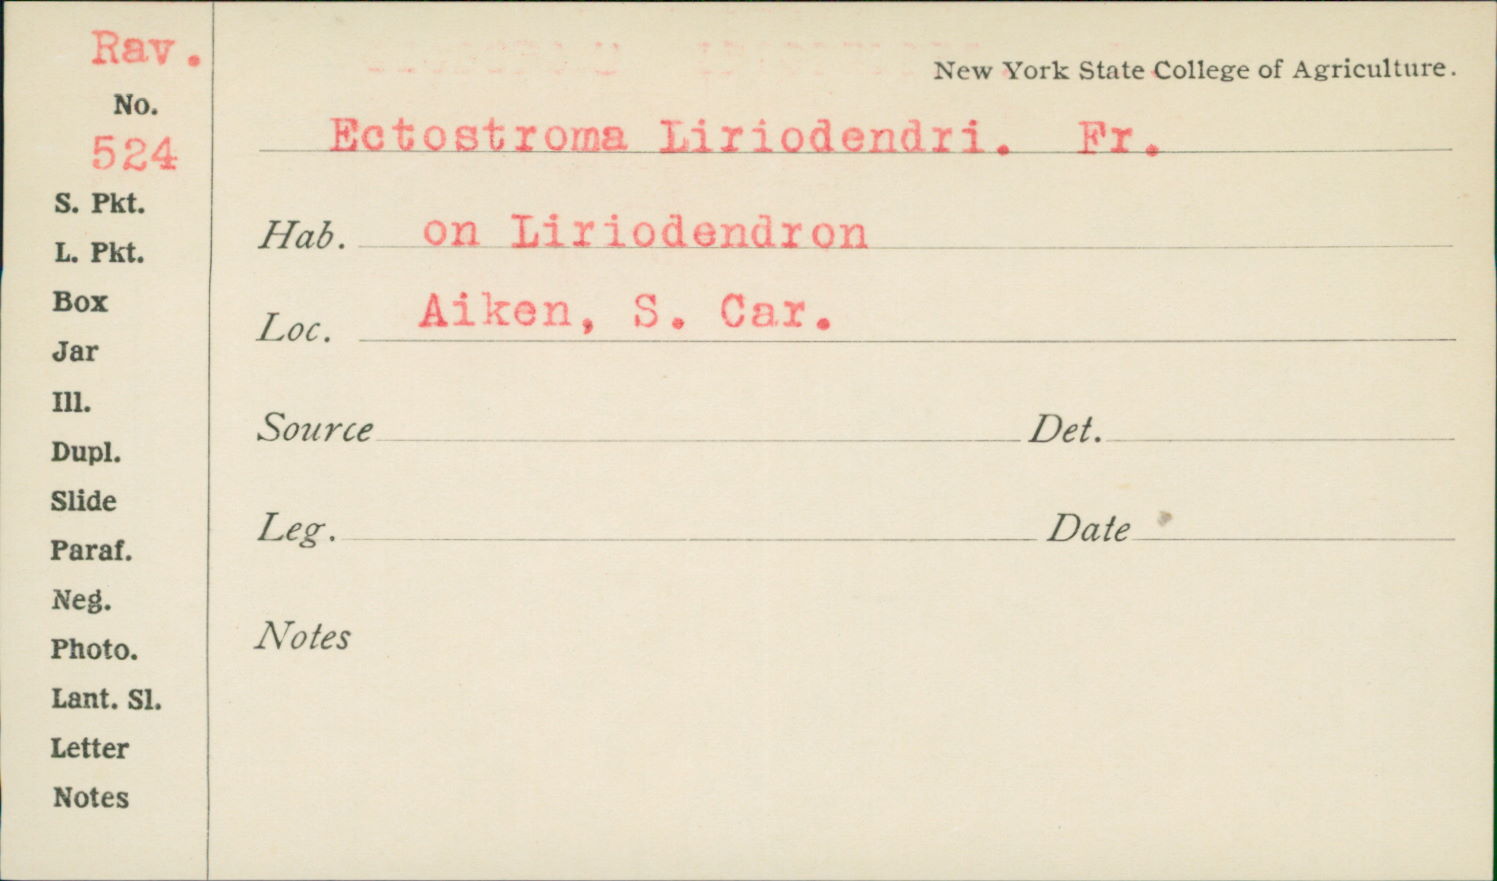 Rav.
No.
524
S. Pkt.
L. Pkt.
Box
Jar
Ill.
Dupl.
Slide
Paraf.
Neg.
Photo.
Lant. Sl.
Letter
Notes
New York State College of Agriculture.
Ectostroma Liriodendri. Fr.
Hab. on Liriodendron
Loc. Aiken, S. Car.
Source Det.
Leg. Date
Notes